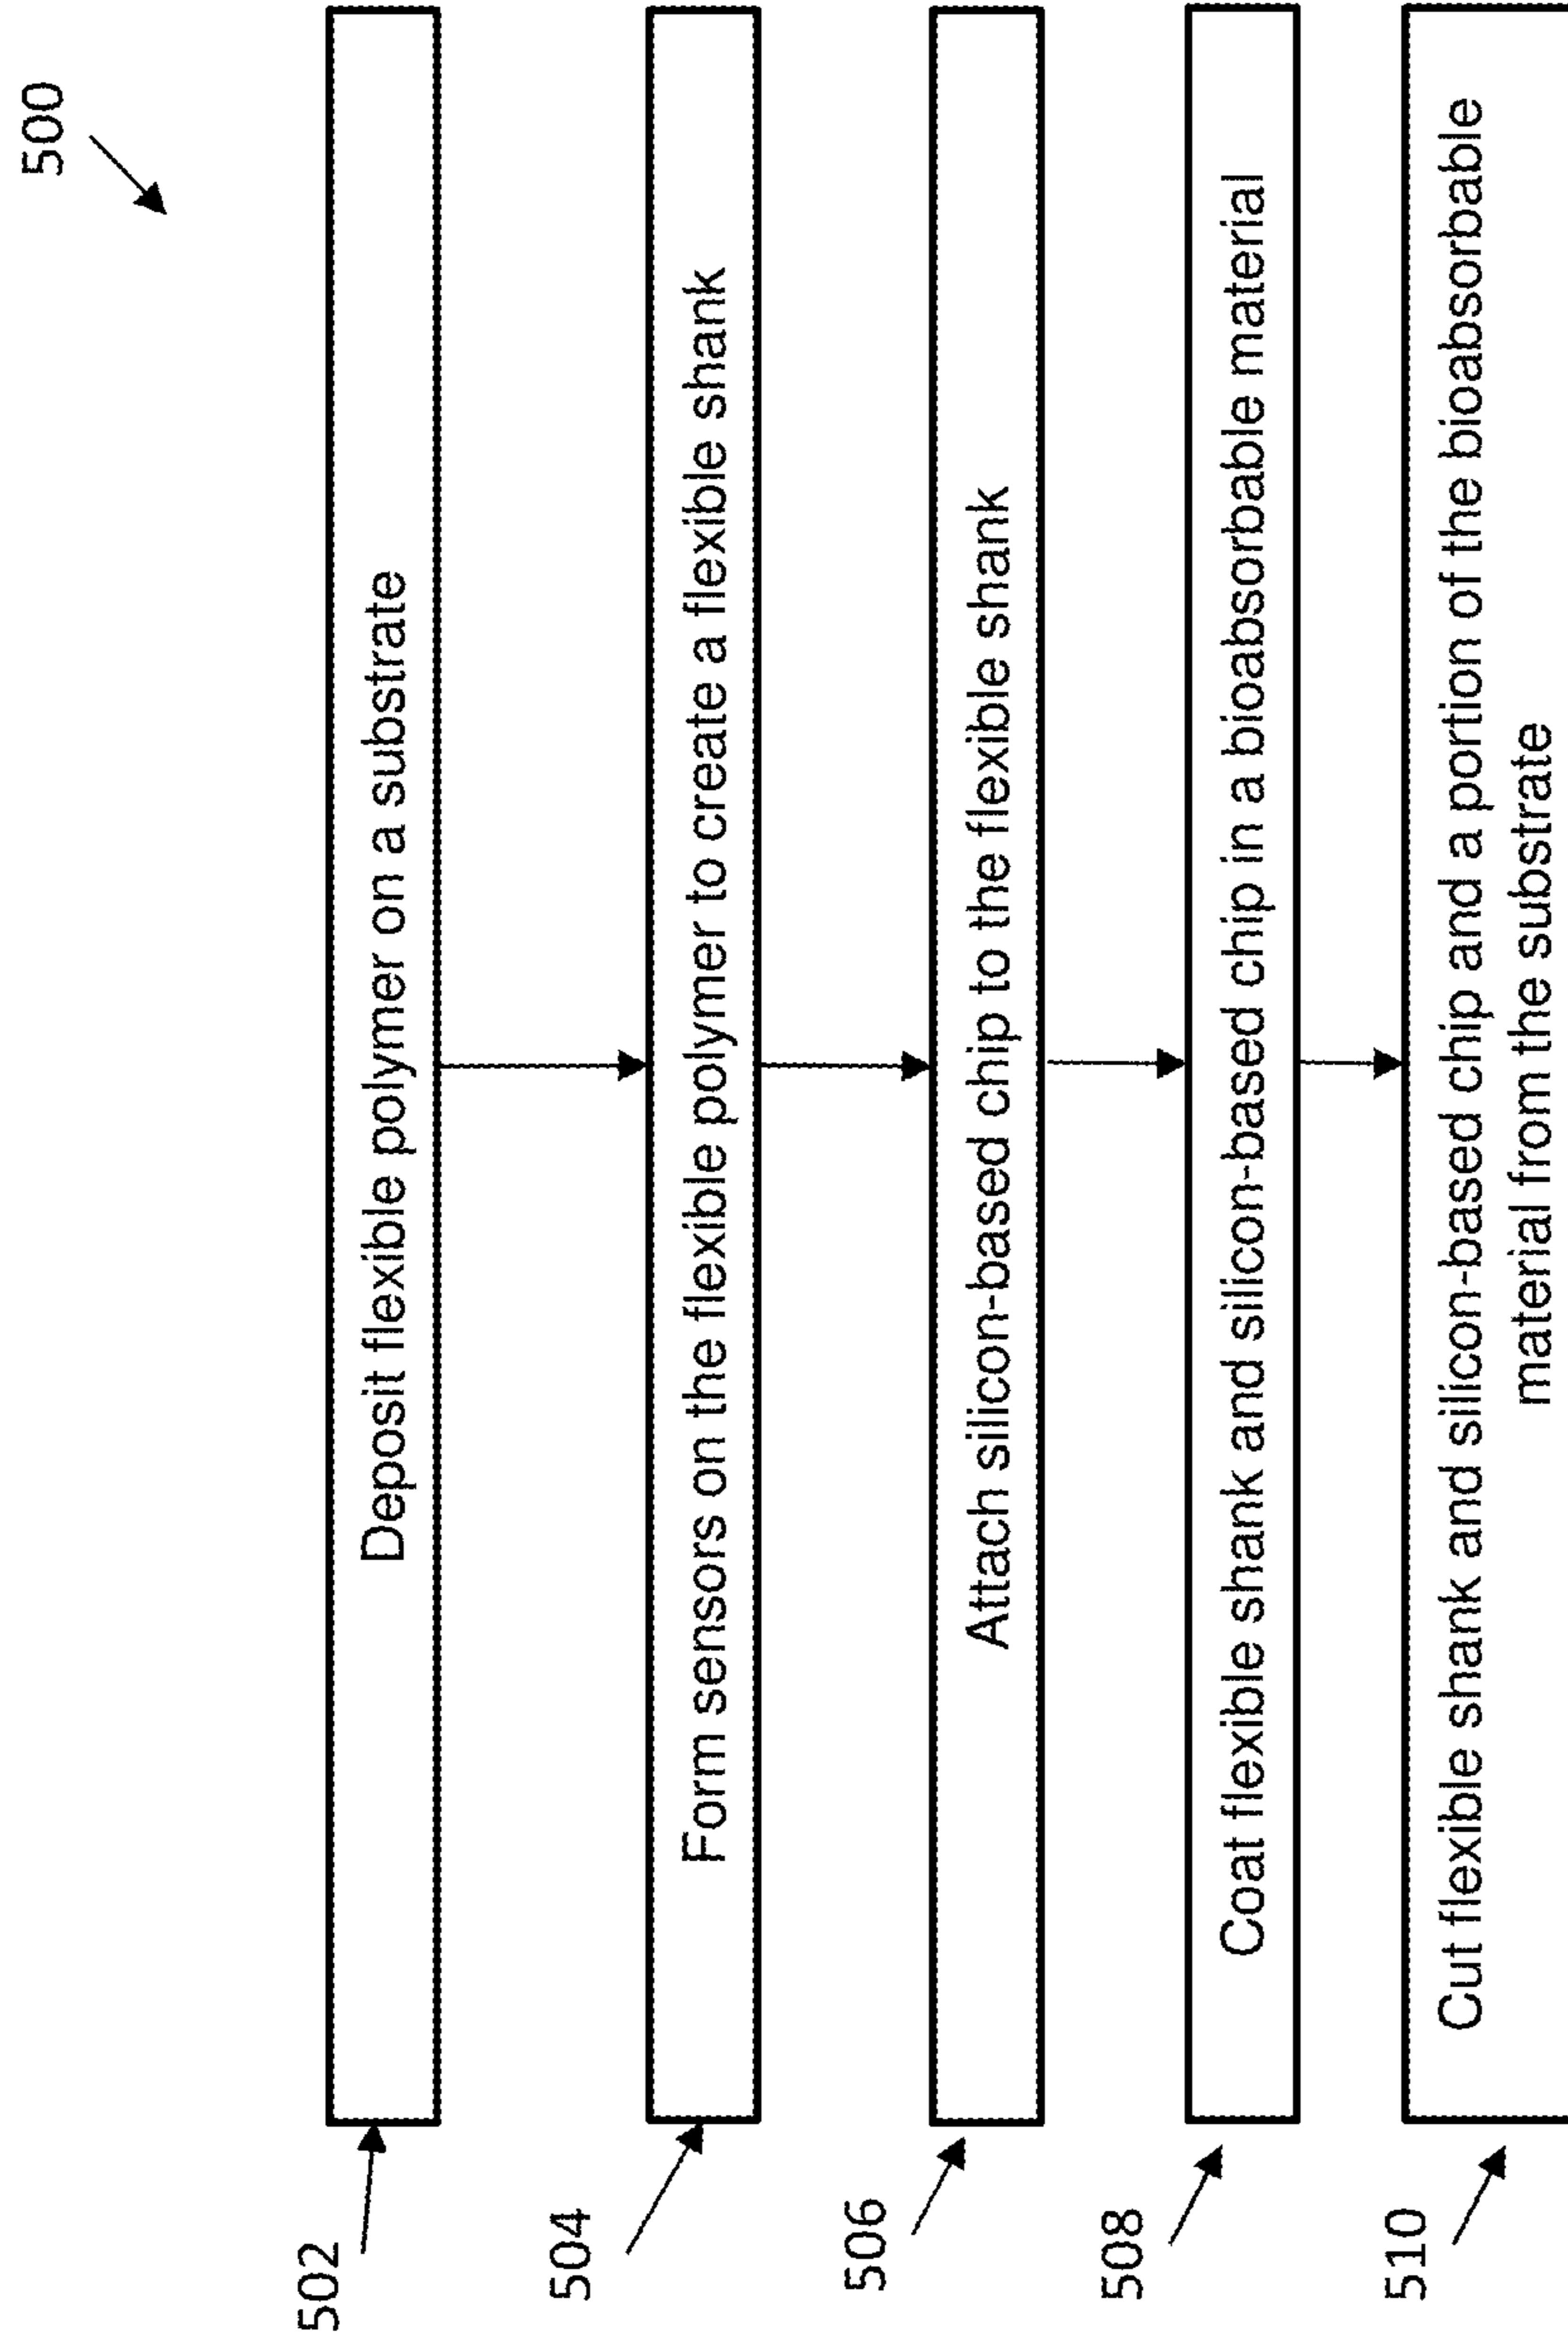 500
502
Deposit flexible polymer on a substrate
504
Form sensors on the flexible polymer to create a flexible shank
506
Attach silicon-based chip to the flexible shank
508
Coat flexible shank and silicon-based chip in a bioabsorbable material
510
Cut flexible shank and silicon-based chip and a portion of the bioabsorbable
material from the substrate